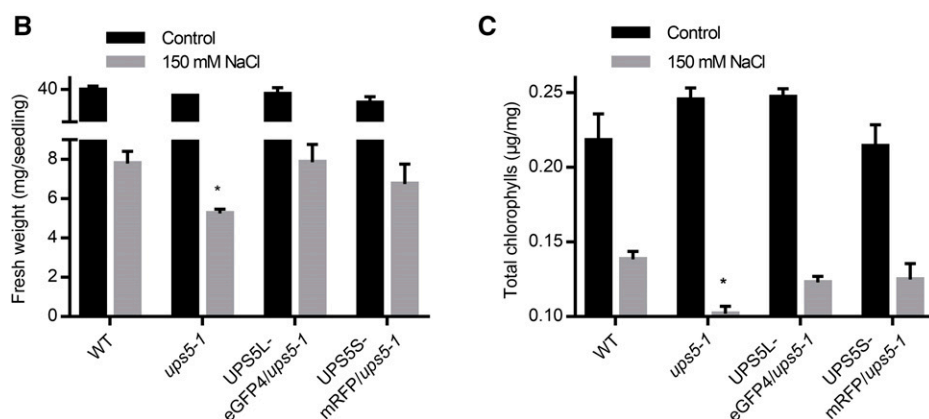 B
Control
150 mM NaCl
Fresh weight (mg/seedling)
40
8
6
4
2
0
*
WT
ups5-1
UPS5L-
eGFP4/ups5-1
UPS5S-
mRFP/ups5-1
C
Control
150 mM NaCl
Total chlorophylls (µg/mg)
0.25
0.20
0.15
0.10
*
WT
ups5-1
UPS5L-
eGFP4/ups5-1
UPS5S-
mRFP/ups5-1